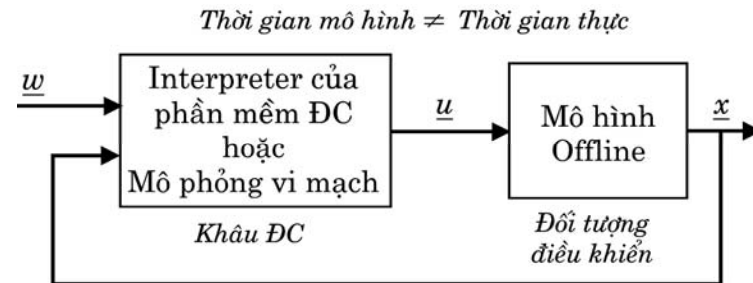 Thời gian mô hình ≠ Thời gian thực
w
Interpreter của
phần mềm ĐC
hoặc
Mô phỏng vi mạch
Khâu ĐC
u
Mô hình
Offline
Đối tượng
điều khiển
x